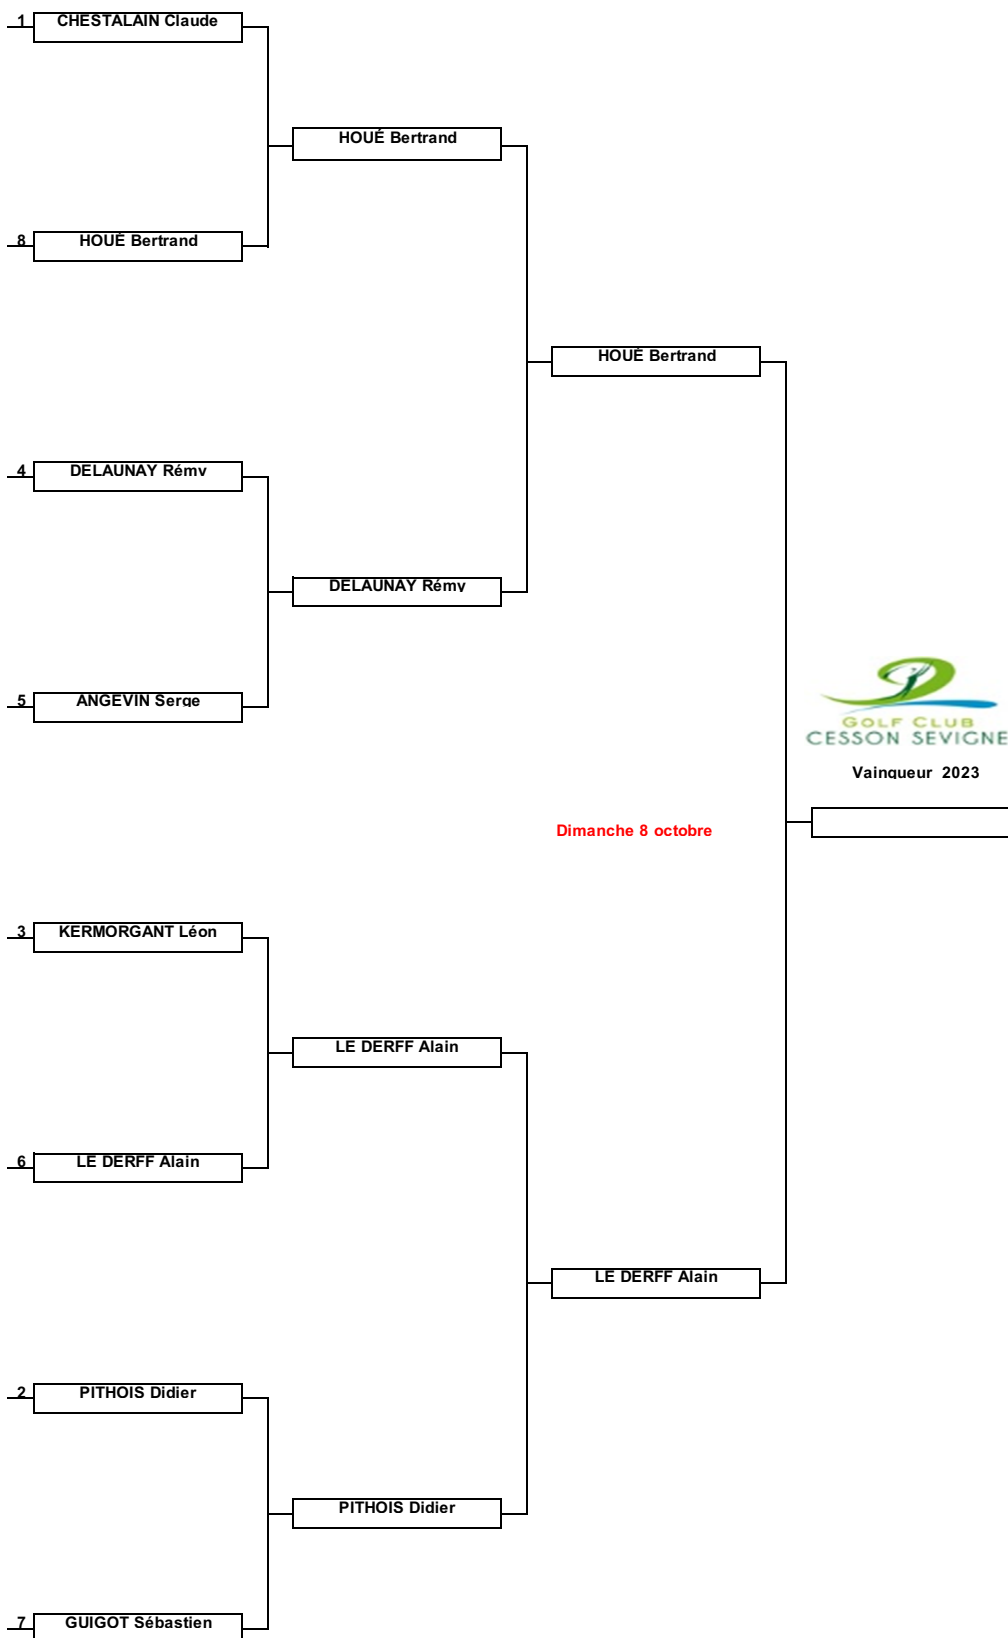 1 CHESTALAIN Claude
HOUÉ Bertrand
8 HOUÉ Bertrand
HOUÉ Bertrand
4 DELAUNAY Rémy
DELAUNAY Rémy
5 ANGEVIN Serge
GOLF CLUB
CESSON SEVIGNE
Vainqueur 2023
Dimanche 8 octobre
3 KERMORGANT Léon
LE DERFF Alain
6 LE DERFF Alain
LE DERFF Alain
2 PITHOIS Didier
PITHOIS Didier
7 GUIGOT Sébastien